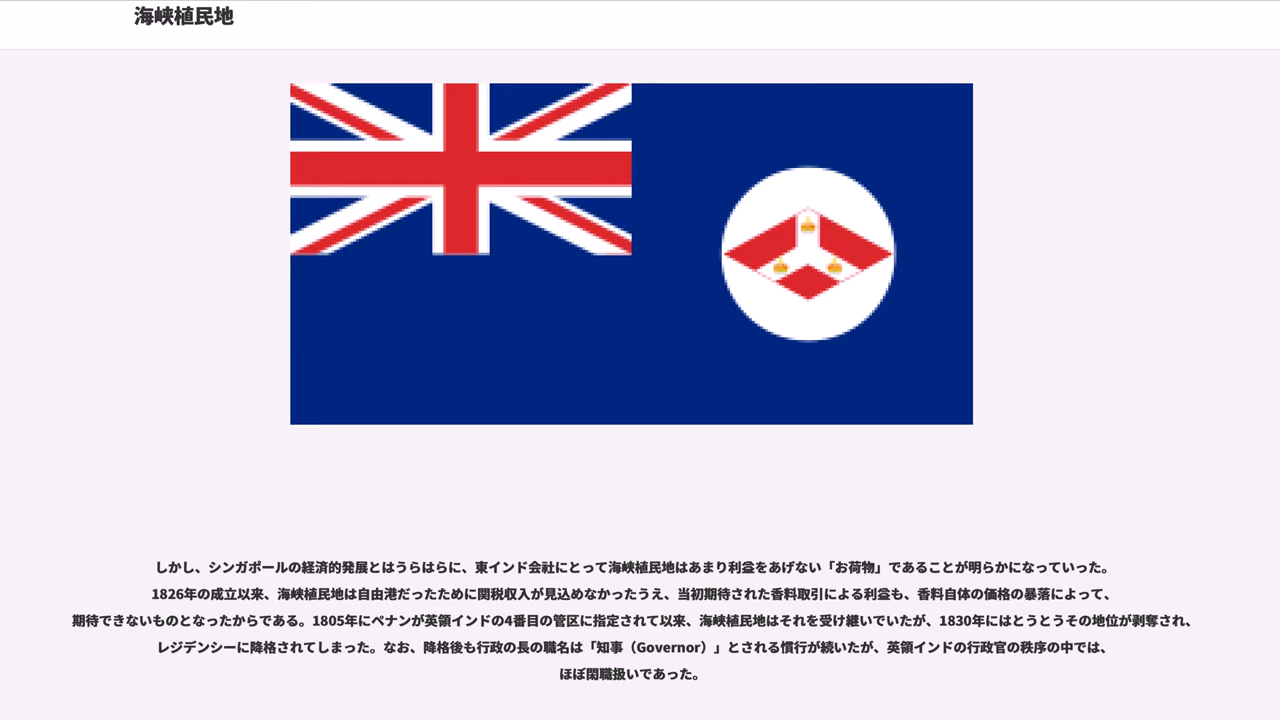 海峡植民地
しかし、シンガポールの経済的発展とはうらはらに、東インド会社にとって海峡植民地はあまり利益をあげない「お荷物」であることが明らかになっていった。
1826年の成立以来、海峡植民地は自由港だったために関税収入が見込めなかったうえ、当初期待された香料取引による利益も、香料自体の価格の暴落によって、
期待できないものとなったからである。1805年にペナンが英領インドの4番目の管区に指定されて以来、海峡植民地はそれを受け継いでいたが、1830年にはとうとうその地位が剥奪され、
レジデンシーに降格されてしまった。なお、降格後も行政の長の職名は「知事（Governor）」とされる慣行が続いたが、英領インドの行政官の秩序の中では、
ほぼ閑職扱いであった。